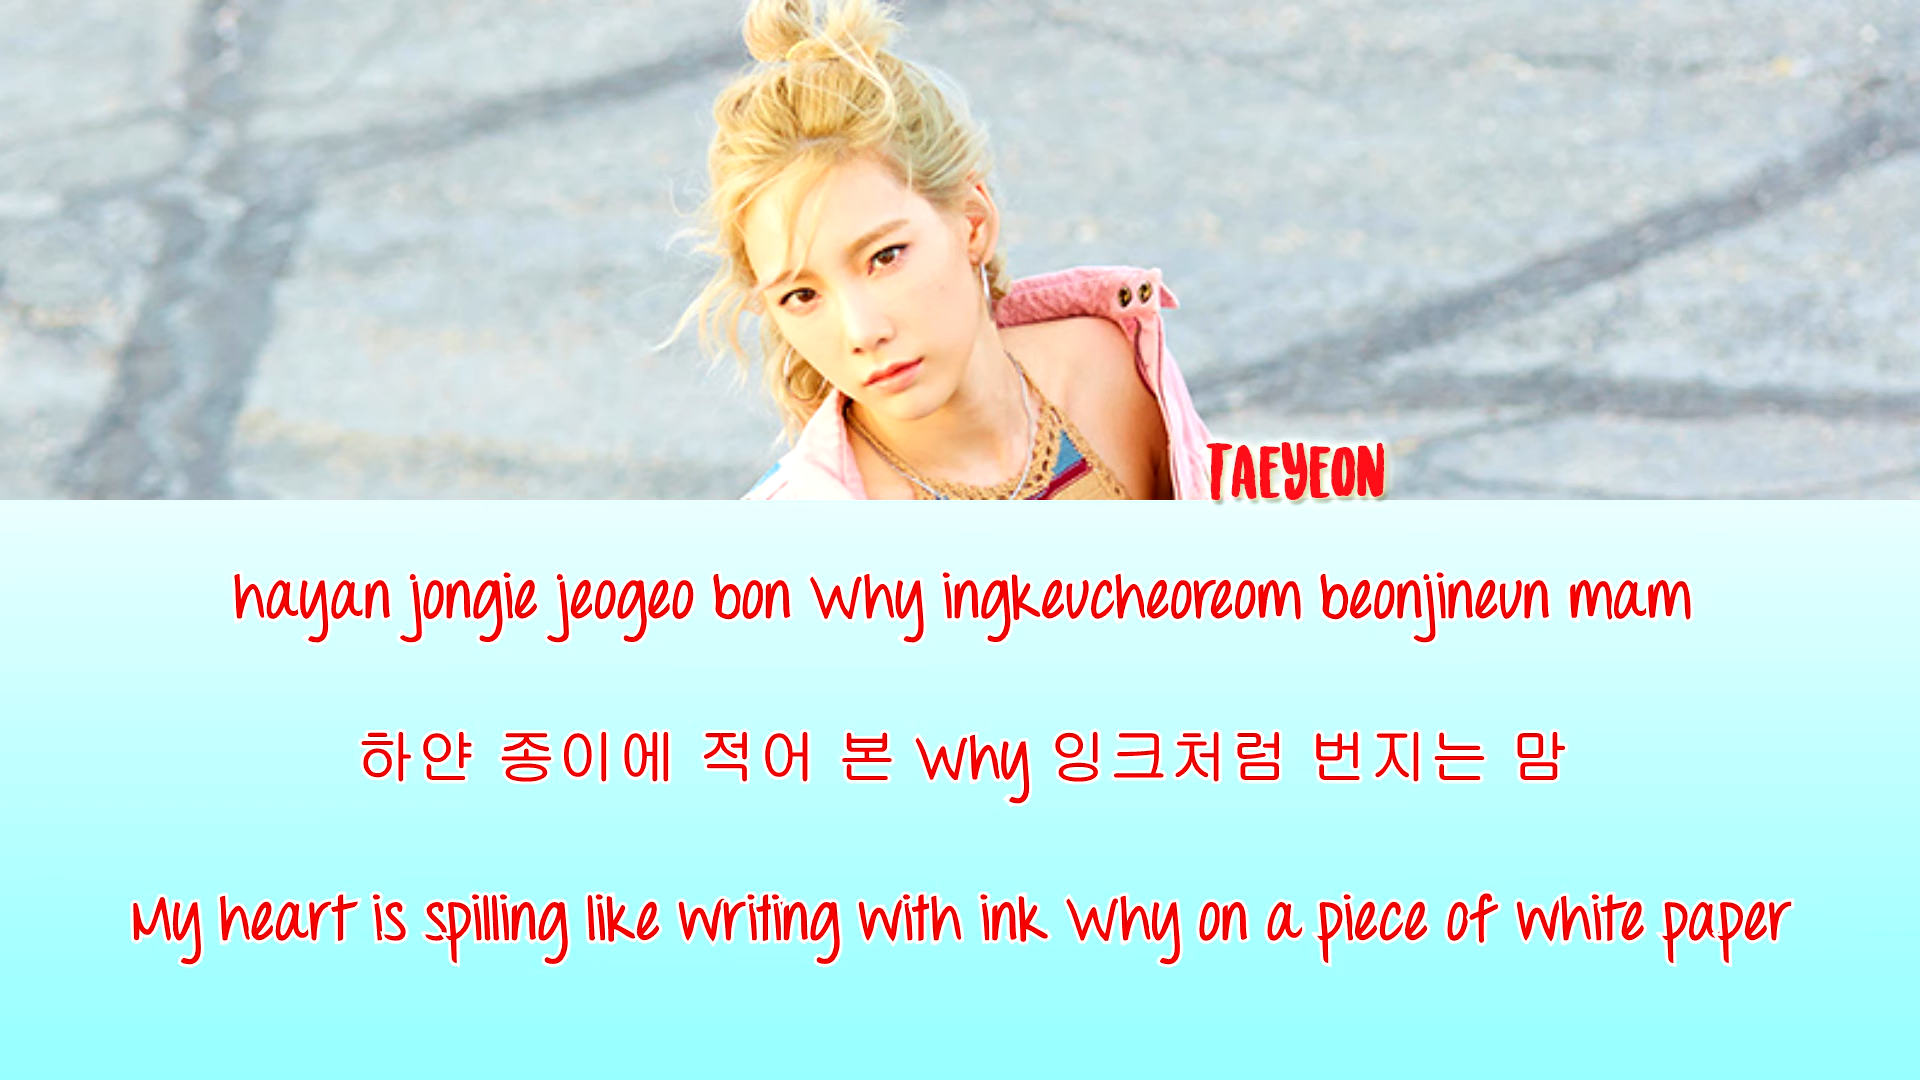 TAEYEON
hayan jongie jeogeo bon Why ingkeucheoreom beonjineun mam
하얀 종이에 적어 본 Why 잉크처럼 번지는 맘
My heart is spilling like writing with ink Why on a piece of white paper